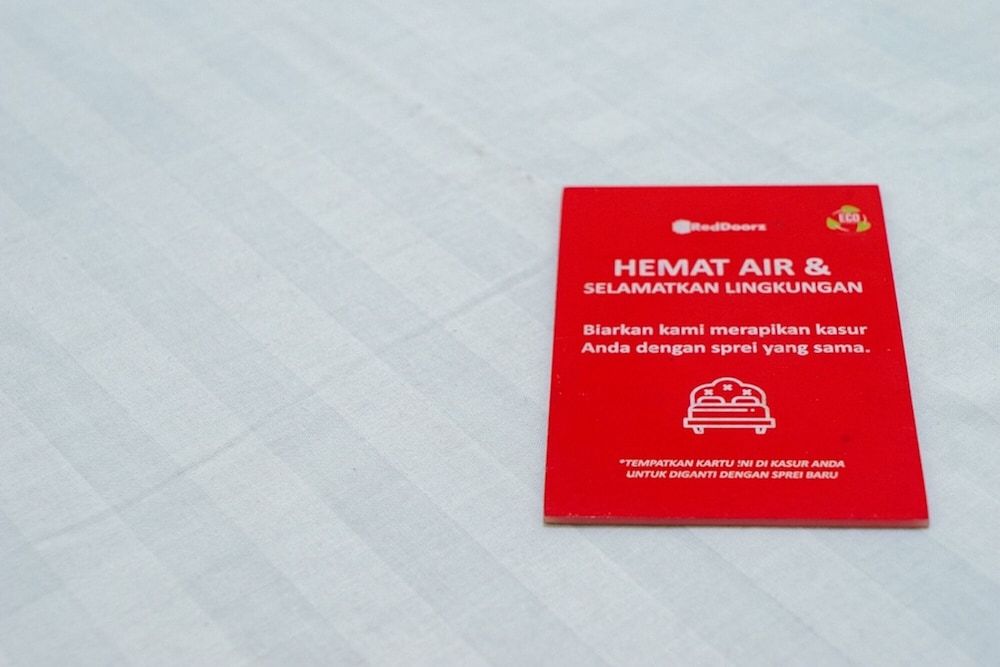 RedDoorz
ECO
HEMAT AIR &
SELAMATKAN LINGKUNGAN
Biarkan kami merapikan kasur
Anda dengan sprei yang sama.
*TEMPATKAN KARTU INI DI KASUR ANDA
UNTUK DIGANTI DENGAN SPREI BARU